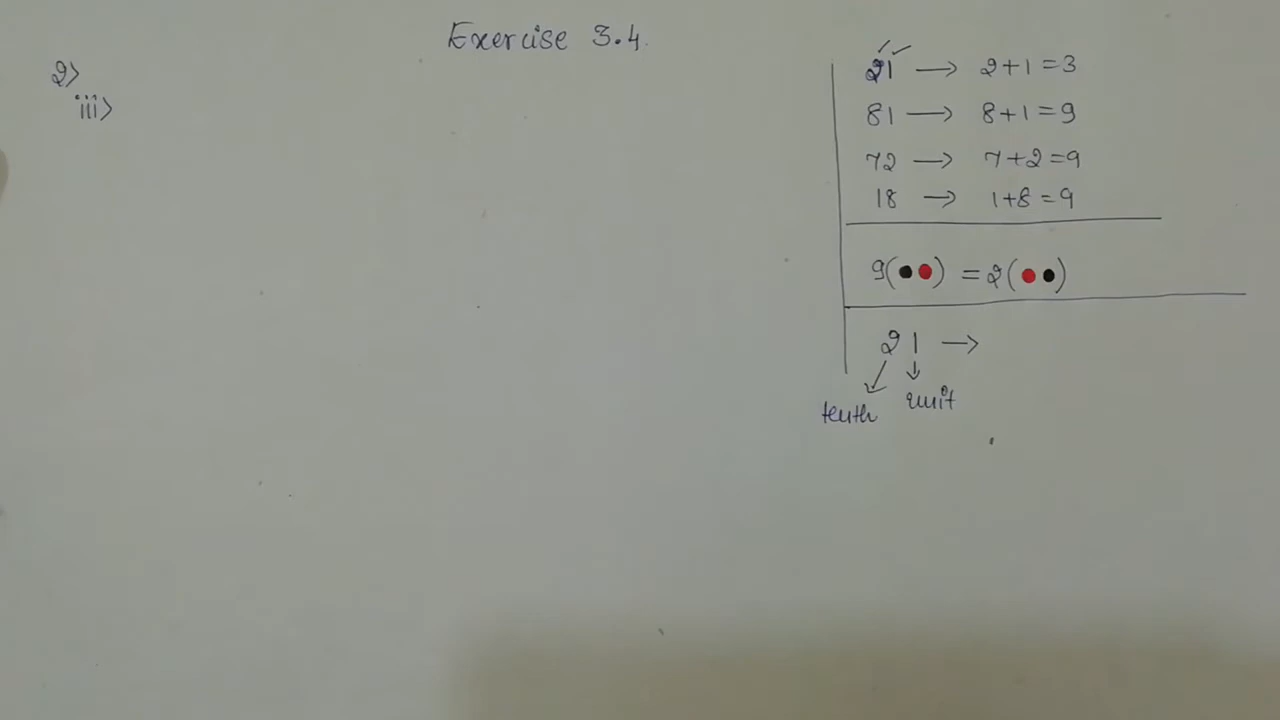 Exercise 3.4.
2>
iii>
21 → 2+1=3
81 → 8+1=9
72 → 7+2=9
18 → 1+8=9
9(●●) = 2(●●)
21 →
tenth unit